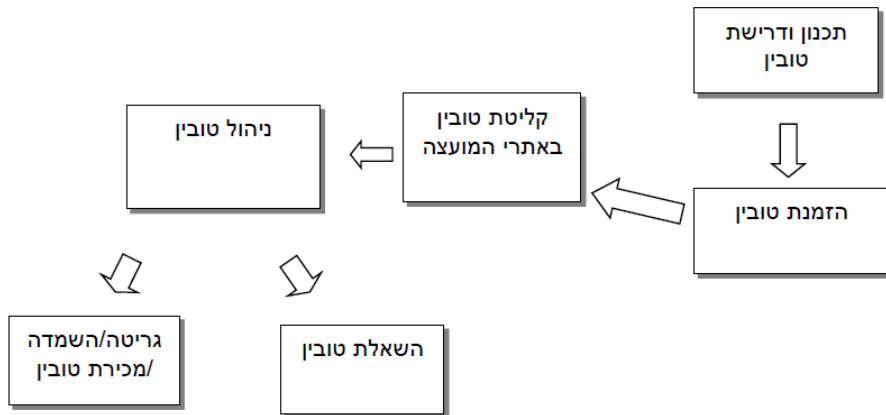 תכנון ודרישת
טובין
הזמנת טובין
קליטת טובין
באתרי המועצה
ניהול טובין
השאלת טובין
גריטה/השמדה
/מכירת טובין